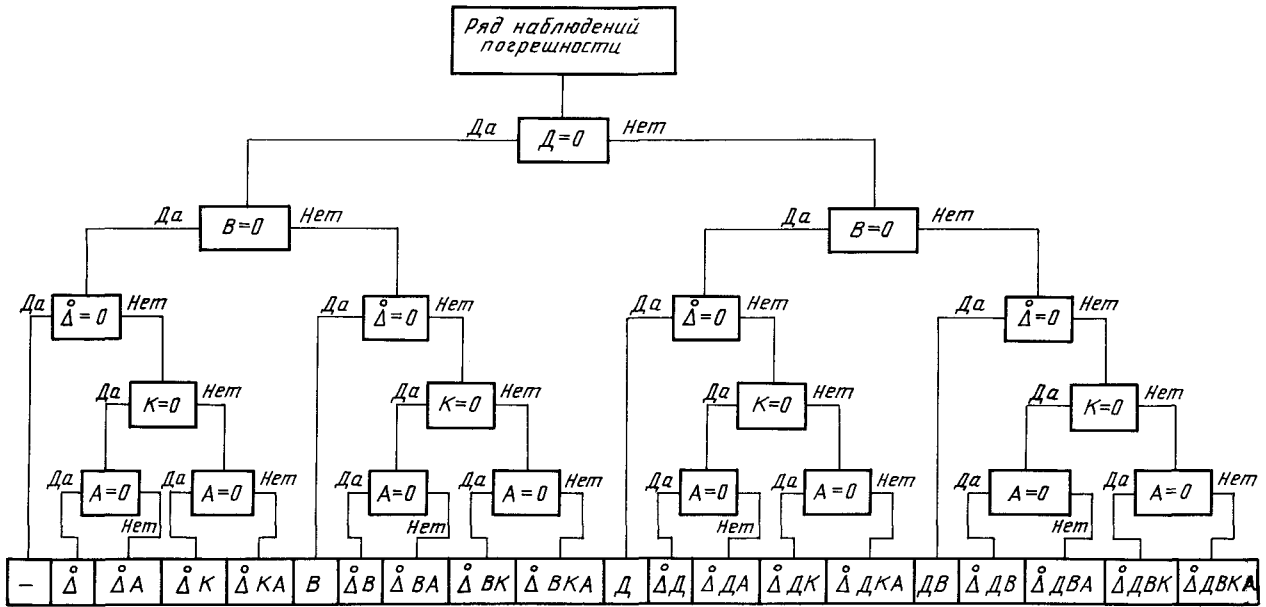 Ряд наблюдений
погрешности
Да Д=0 Нет
Да В=0 Нет Да В=0 Нет
Да Δ̊=0 Нет Да Δ̊=0 Нет Да Δ̊=0 Нет Да Δ̊=0 Нет
Да К=0 Нет Да К=0 Нет Да К=0 Нет Да К=0 Нет
Да А=0 Да А=0 Нет Да А=0 Да А=0 Нет Да А=0 Да А=0 Нет Да А=0 Да А=0 Нет
Нет Нет Нет Нет
– Δ̊ Δ̊А Δ̊К Δ̊КА В Δ̊В Δ̊ВА Δ̊ВК Δ̊ВКА Д Δ̊Д Δ̊ДА Δ̊ДК Δ̊ДКА ДВ Δ̊ДВ Δ̊ДВА Δ̊ДВК Δ̊ДВКА